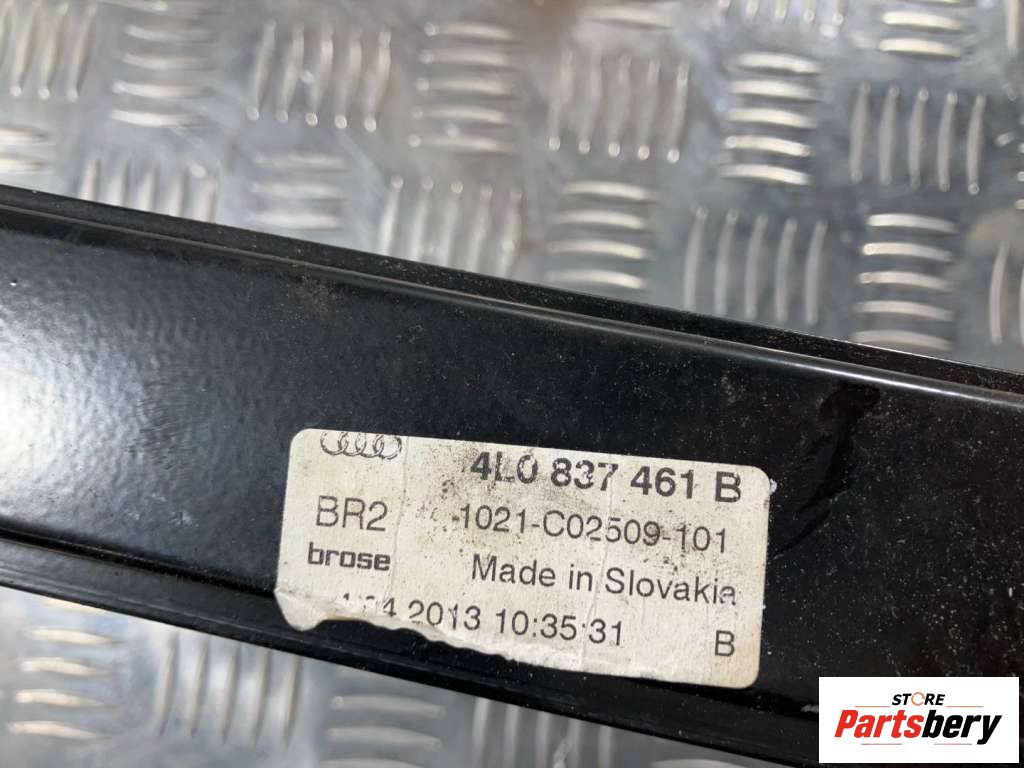 4L0 837 461 B
BR2 1021-C02509-101
brose Made in Slovakia
2013 10:35:31 B
STORE
Partsbery